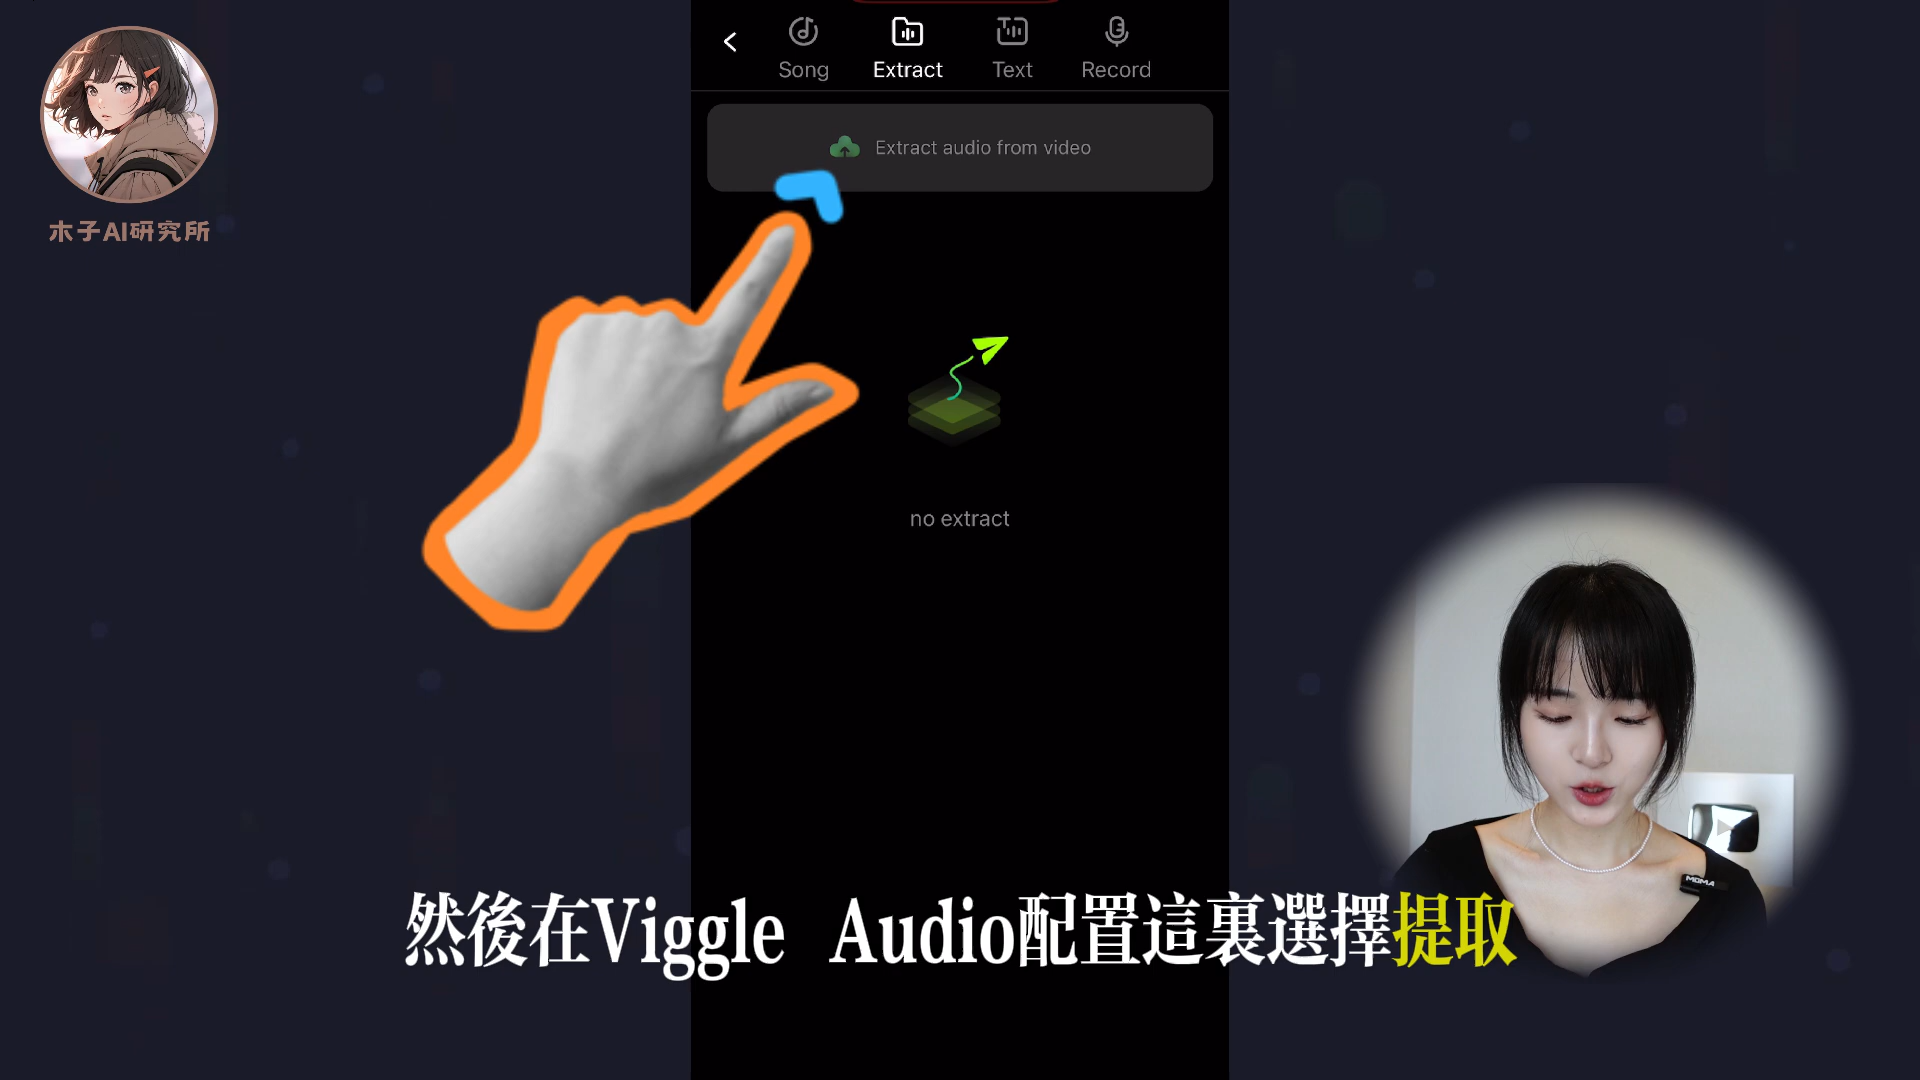 Song
Extract
Text
Record
Extract audio from video
木子AI研究所
no extract
MOMA
然後在Viggle Audio配置這裏選擇提取